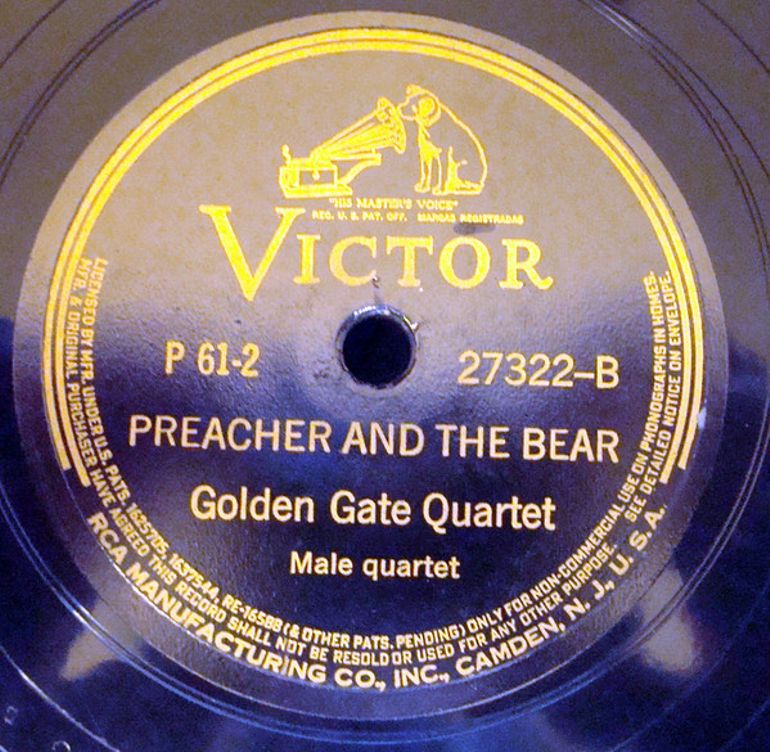 "HIS MASTER'S VOICE"
REG. U. S. PAT. OFF. MARCAS REGISTRADAS
VICTOR
P 61-2
27322-B
PREACHER AND THE BEAR
Golden Gate Quartet
Male quartet
LICENSED BY MFR. UNDER U.S. PATS. 1625705, 1637544, RE-16588 (& OTHER PATS. PENDING) ONLY FOR NON-COMMERCIAL USE ON PHONOGRAPHS IN HOMES.
MFR. & ORIGINAL PURCHASER HAVE AGREED THIS RECORD SHALL NOT BE RESOLD OR USED FOR ANY OTHER PURPOSE. SEE DETAILED NOTICE ON ENVELOPE.
RCA MANUFACTURING CO., INC., CAMDEN, N. J., U. S. A.